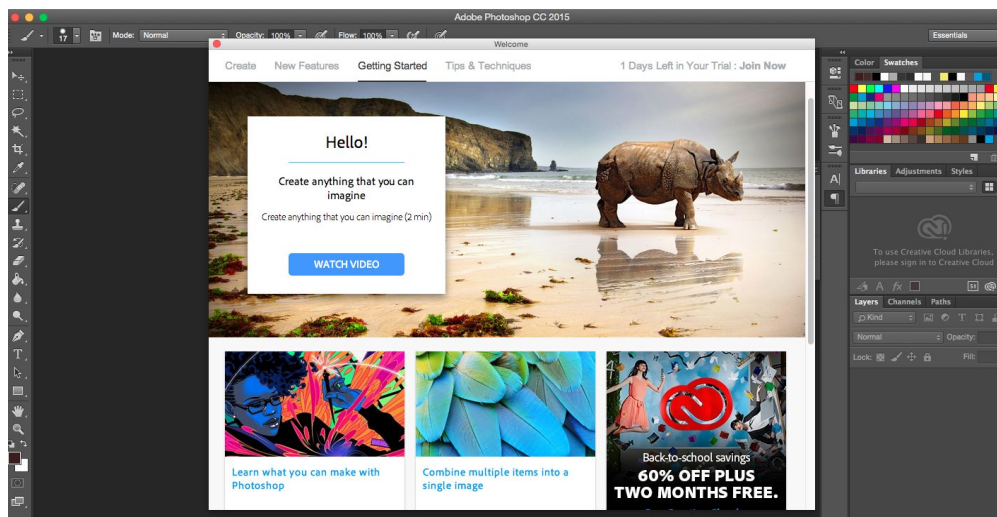 Adobe Photoshop CC 2015
17
Mode: Normal
Opacity: 100%
Flow: 100%
Essentials
Welcome
Create
New Features
Getting Started
Tips & Techniques
1 Days Left in Your Trial : Join Now
Hello!
Create anything that you can
imagine
Create anything that you can imagine (2 min)
WATCH VIDEO
Learn what you can make with
Photoshop
Combine multiple items into a
single image
Back-to-school savings
60% OFF PLUS
TWO MONTHS FREE.
Color Swatches
Libraries Adjustments Styles
To use Creative Cloud Libraries,
please sign in to Creative Cloud
Layers Channels Paths
Kind
Normal
Opacity:
Lock:
Fill: